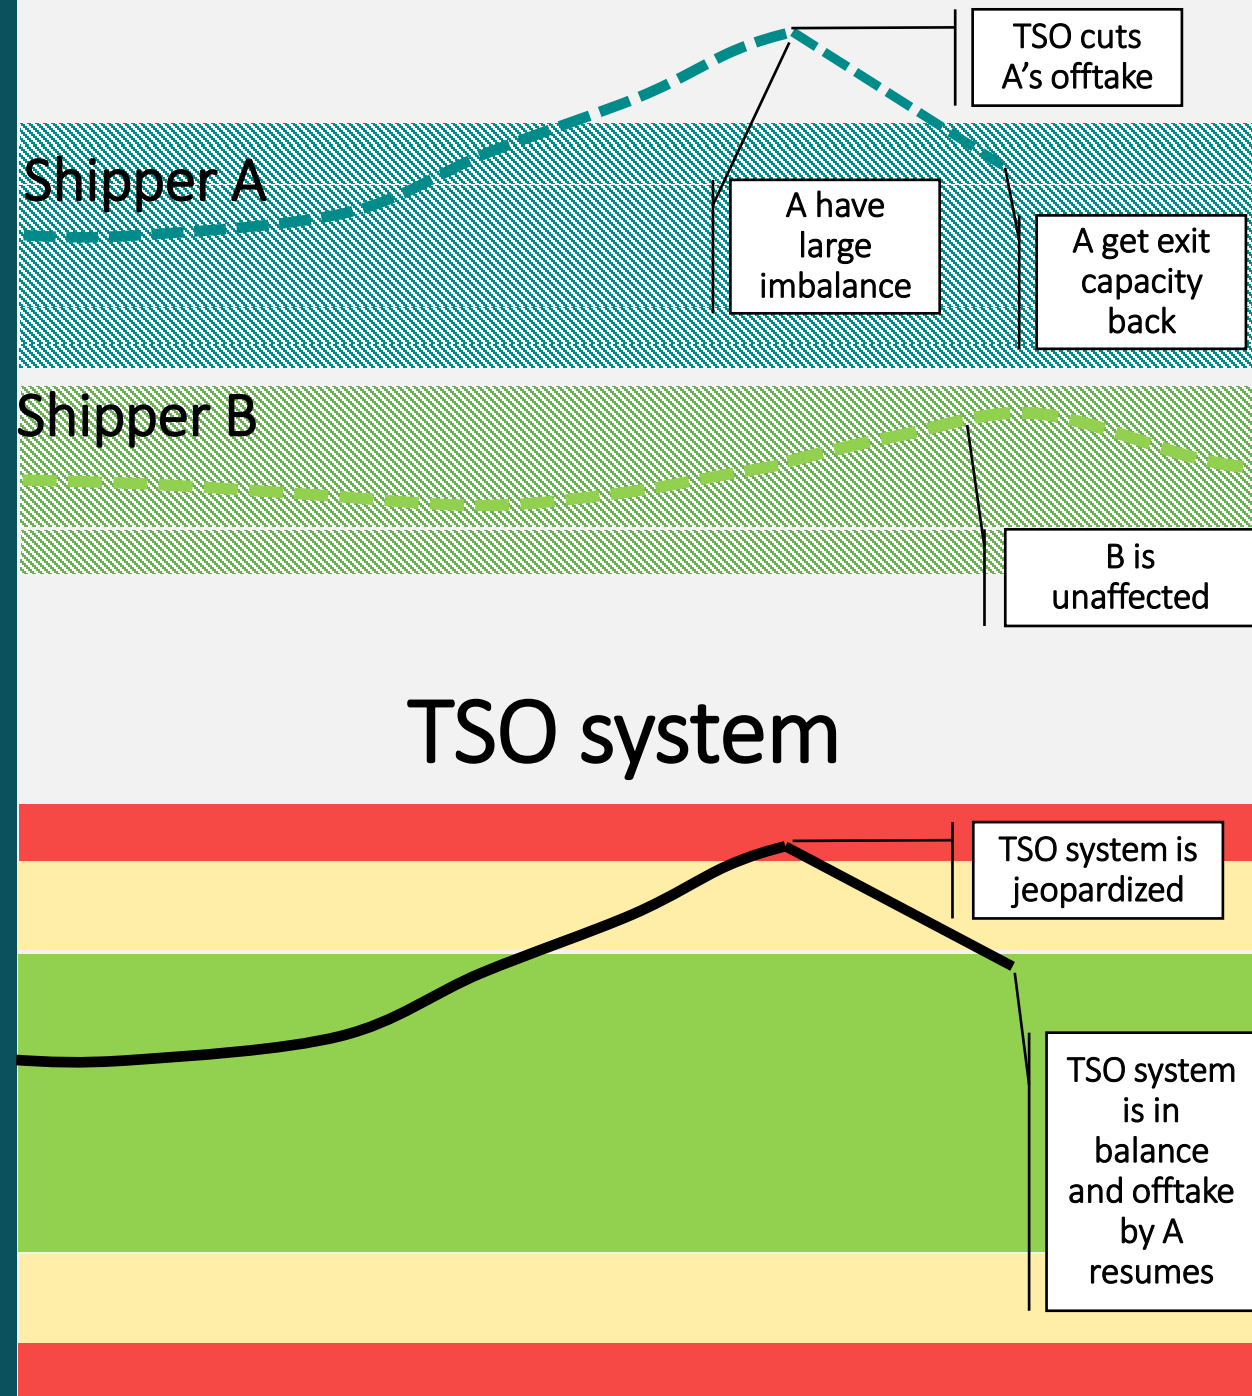 TSO cuts
A’s offtake
Shipper A
A have
large
imbalance
A get exit
capacity
back
Shipper B
B is
unaffected
TSO system
TSO system is
jeopardized
TSO system
is in
balance
and offtake
by A
resumes